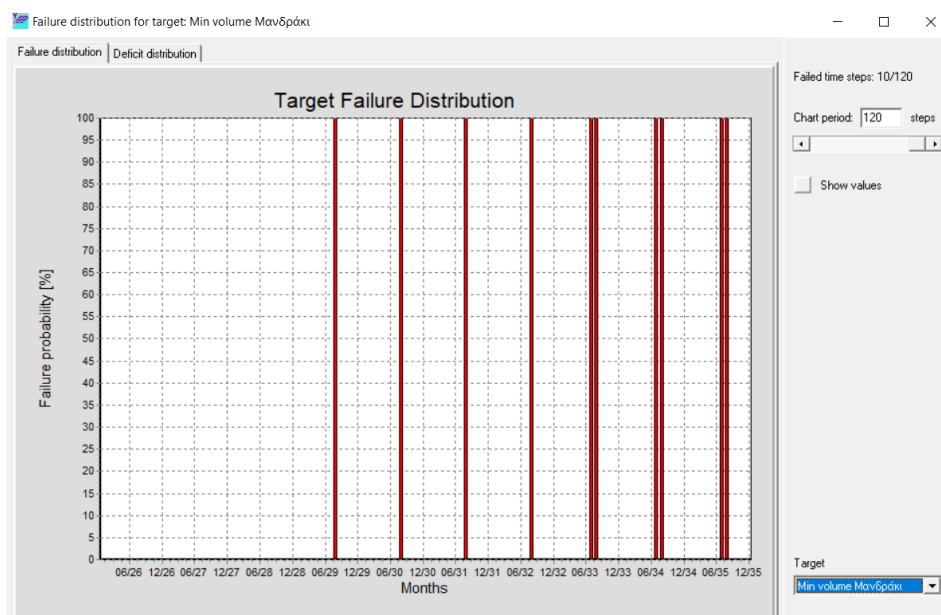 Failure distribution for target: Min volume Μανδράκι
Failure distribution
Deficit distribution
Target Failure Distribution
100
95
90
85
80
75
70
65
60
55
50
45
40
35
30
25
20
15
10
5
0
Failure probability [%]
06/26 12/26 06/27 12/27 06/28 12/28 06/29 12/29 06/30 12/30 06/31 12/31 06/32 12/32 06/33 12/33 06/34 12/34 06/35 12/35
Months
Failed time steps: 10/120
Chart period: 120 steps
Show values
Target
Min volume Μανδράκι